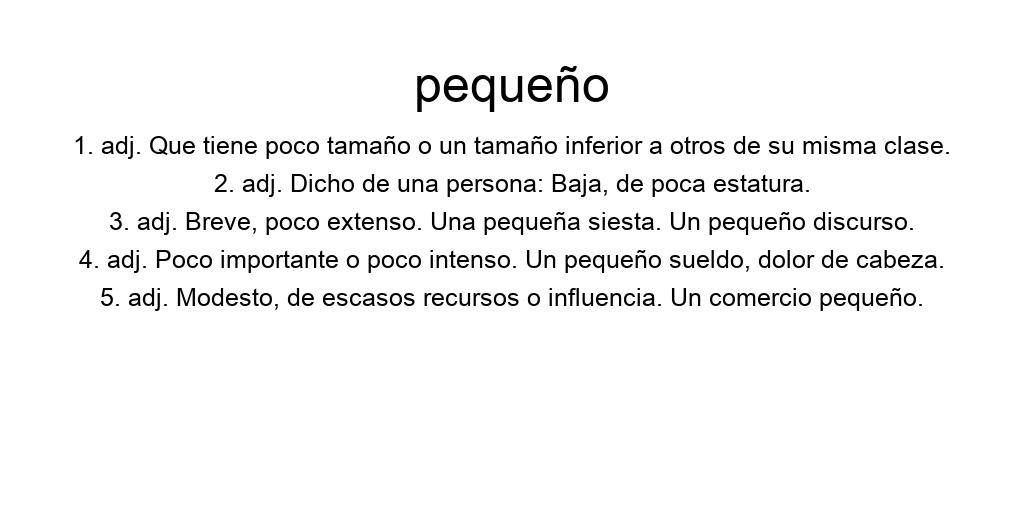 pequeño
1. adj. Que tiene poco tamaño o un tamaño inferior a otros de su misma clase.
2. adj. Dicho de una persona: Baja, de poca estatura.
3. adj. Breve, poco extenso. Una pequeña siesta. Un pequeño discurso.
4. adj. Poco importante o poco intenso. Un pequeño sueldo, dolor de cabeza.
5. adj. Modesto, de escasos recursos o influencia. Un comercio pequeño.